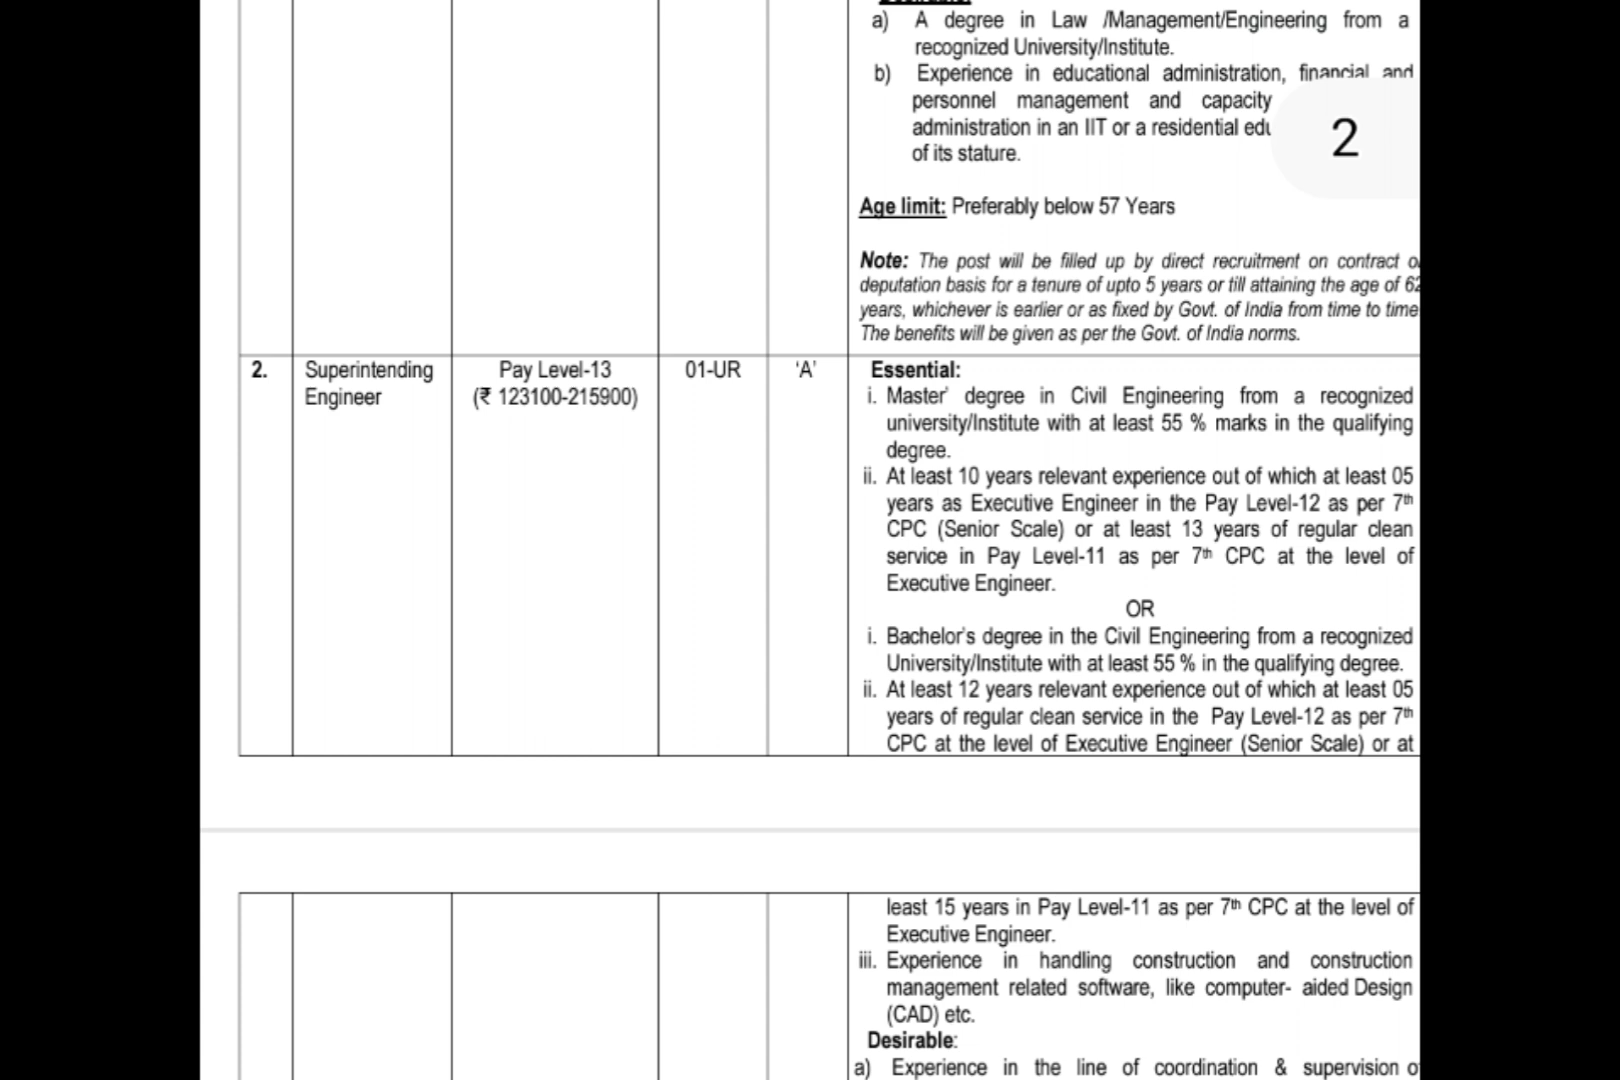 a) A degree in Law /Management/Engineering from a
recognized University/Institute.
b) Experience in educational administration, financial and
personnel management and capacity
administration in an IIT or a residential
of its stature.
2
Age limit: Preferably below 57 Years
Note: The post will be filled up by direct recruitment on contract
deputation basis for a tenure of upto 5 years or till attaining the age of 62
years, whichever is earlier or as fixed by Govt. of India from time to time
The benefits will be given as per the Govt. of India norms.
2. Superintending Engineer Pay Level-13 (₹ 123100-215900) 01-UR ‘A’
Essential:
i. Master’ degree in Civil Engineering from a recognized
university/Institute with at least 55 % marks in the qualifying
degree.
ii. At least 10 years relevant experience out of which at least 05
years as Executive Engineer in the Pay Level-12 as per 7th
CPC (Senior Scale) or at least 13 years of regular clean
service in Pay Level-11 as per 7th CPC at the level of
Executive Engineer.
OR
i. Bachelor’s degree in the Civil Engineering from a recognized
University/Institute with at least 55 % in the qualifying degree.
ii. At least 12 years relevant experience out of which at least 05
years of regular clean service in the Pay Level-12 as per 7th
CPC at the level of Executive Engineer (Senior Scale) or at
least 15 years in Pay Level-11 as per 7th CPC at the level of
Executive Engineer.
iii. Experience in handling construction and construction
management related software, like computer- aided Design
(CAD) etc.
Desirable:
a) Experience in the line of coordination & supervision